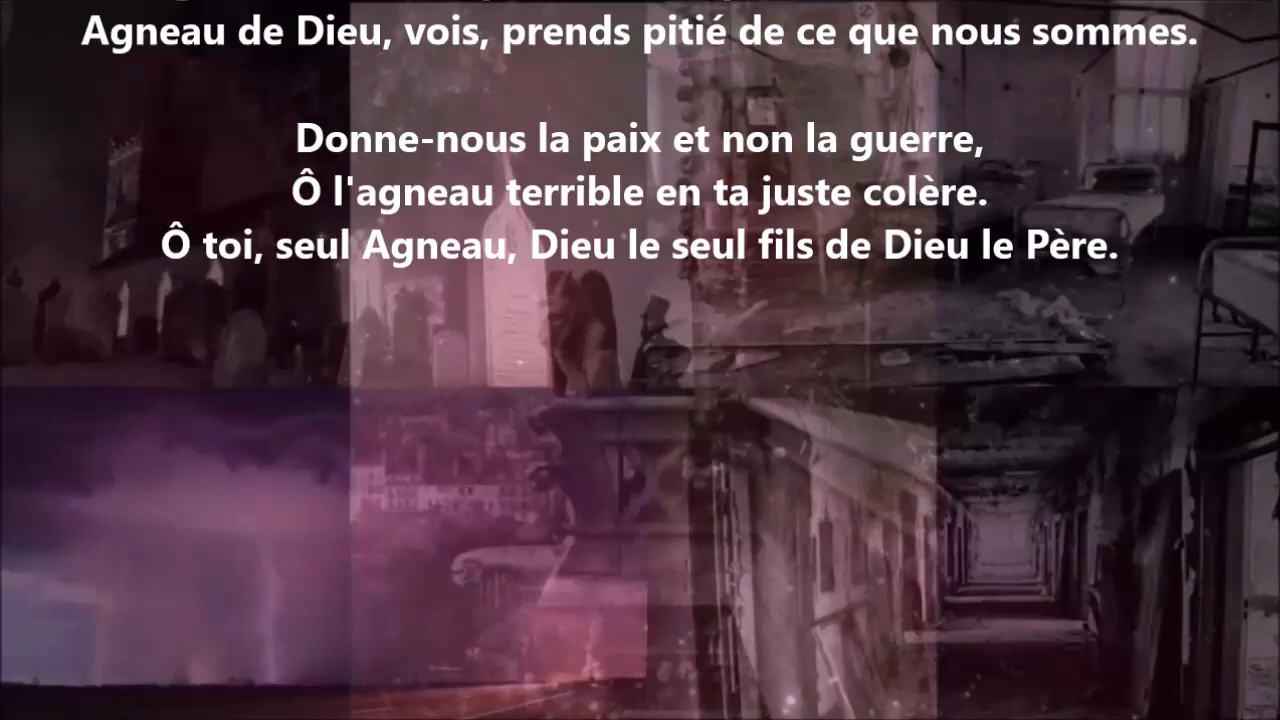 Agneau de Dieu, vois, prends pitié de ce que nous sommes.
Donne-nous la paix et non la guerre,
Ô l'agneau terrible en ta juste colère.
Ô toi, seul Agneau, Dieu le seul fils de Dieu le Père.